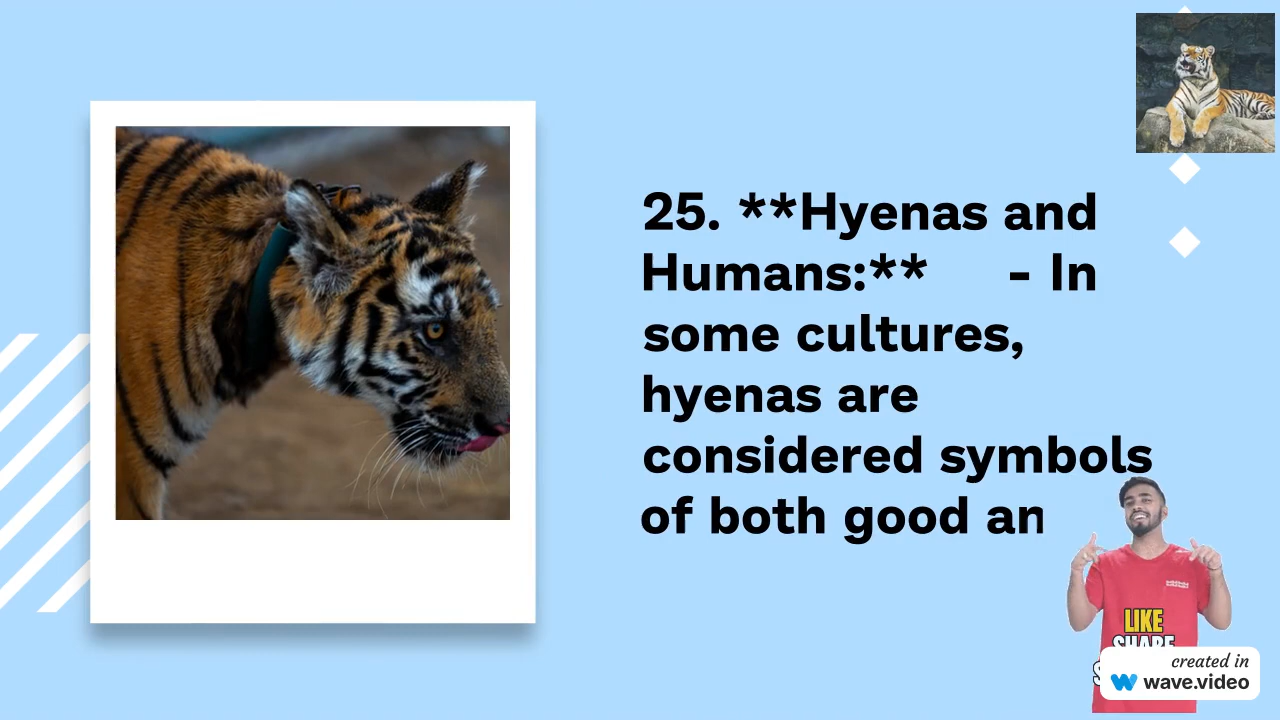 25. **Hyenas and
Humans:** - In
some cultures,
hyenas are
considered symbols
of both good an
LIKE
SHARE
created in
wave.video